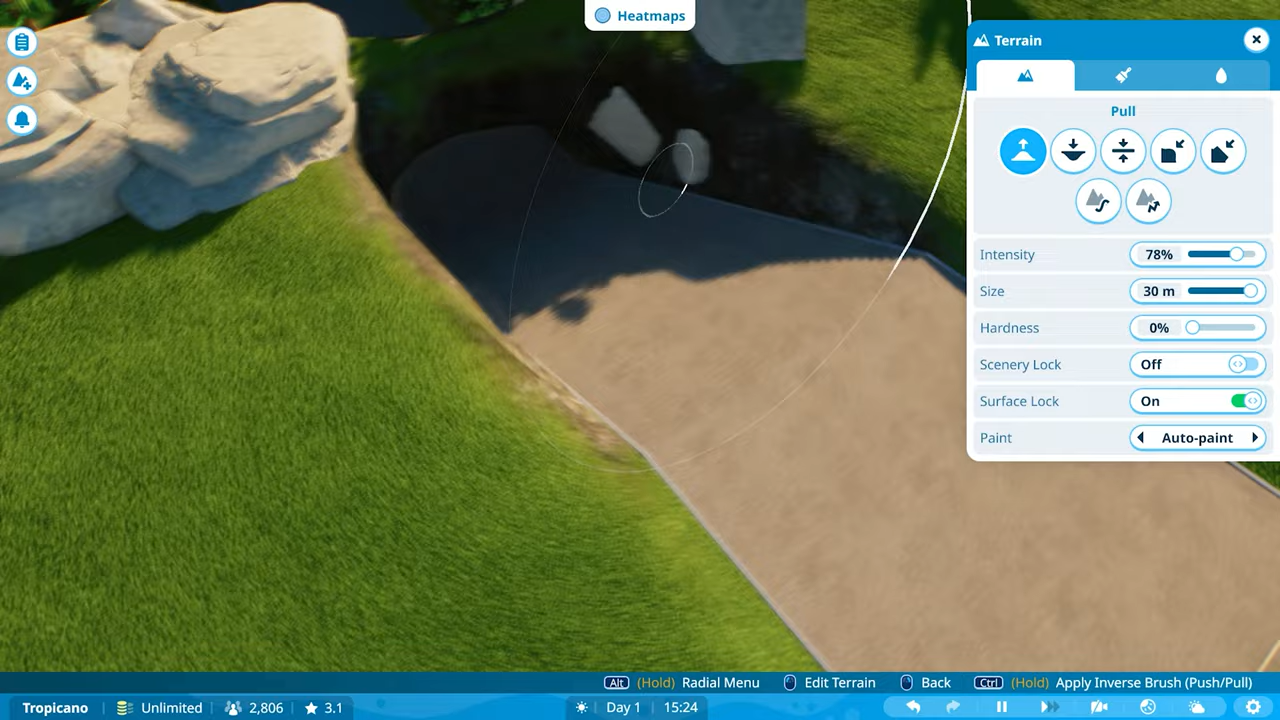 Heatmaps
Terrain
Pull
Intensity 78%
Size 30 m
Hardness 0%
Scenery Lock Off
Surface Lock On
Paint Auto-paint
Alt (Hold) Radial Menu Edit Terrain Back Ctrl (Hold) Apply Inverse Brush (Push/Pull)
Tropicano Unlimited 2,806 3.1 Day 1 15:24